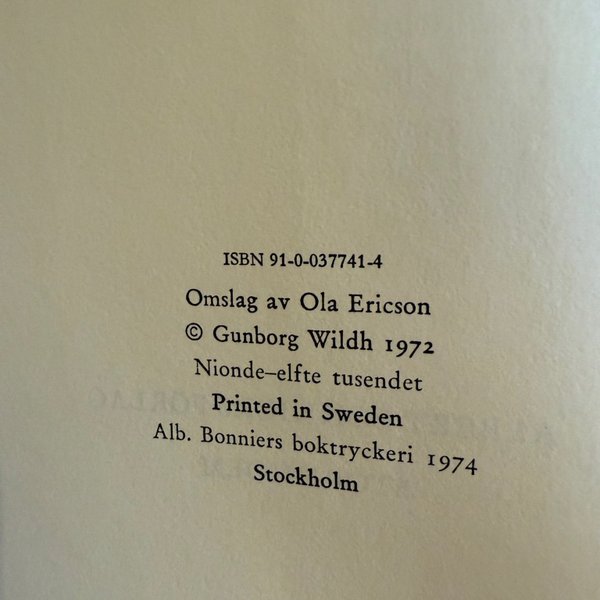 ISBN 91-0-037741-4
Omslag av Ola Ericson
© Gunborg Wildh 1972
Nionde–elfte tusendet
Printed in Sweden
Alb. Bonniers boktryckeri 1974
Stockholm